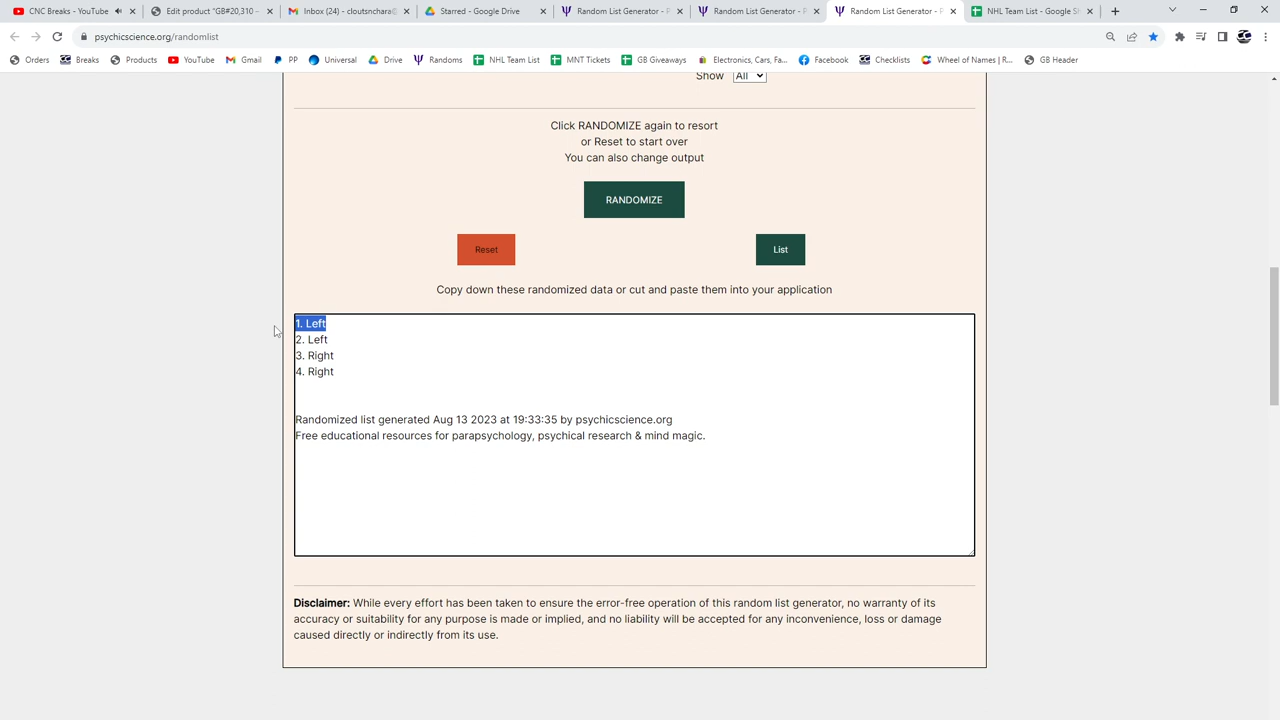 CNC Breaks - YouTube
Edit product "GB#20,310 -
Inbox (24) - cloutsnchara@
Starred - Google Drive
Random List Generator - P
Random List Generator - P
Random List Generator - P
NHL Team List - Google Sh
psychicscience.org/randomlist
Orders
Breaks
Products
YouTube
Gmail
PP
Universal
Drive
Randoms
NHL Team List
MNT Tickets
GB Giveaways
Electronics, Cars, Fa...
Facebook
Checklists
Wheel of Names | R...
GB Header
Show All
Click RANDOMIZE again to resort
or Reset to start over
You can also change output
RANDOMIZE
Reset
List
Copy down these randomized data or cut and paste them into your application
1. Left
2. Left
3. Right
4. Right
Randomized list generated Aug 13 2023 at 19:33:35 by psychicscience.org
Free educational resources for parapsychology, psychical research & mind magic.
Disclaimer: While every effort has been taken to ensure the error-free operation of this random list generator, no warranty of its
accuracy or suitability for any purpose is made or implied, and no liability will be accepted for any inconvenience, loss or damage
caused directly or indirectly from its use.